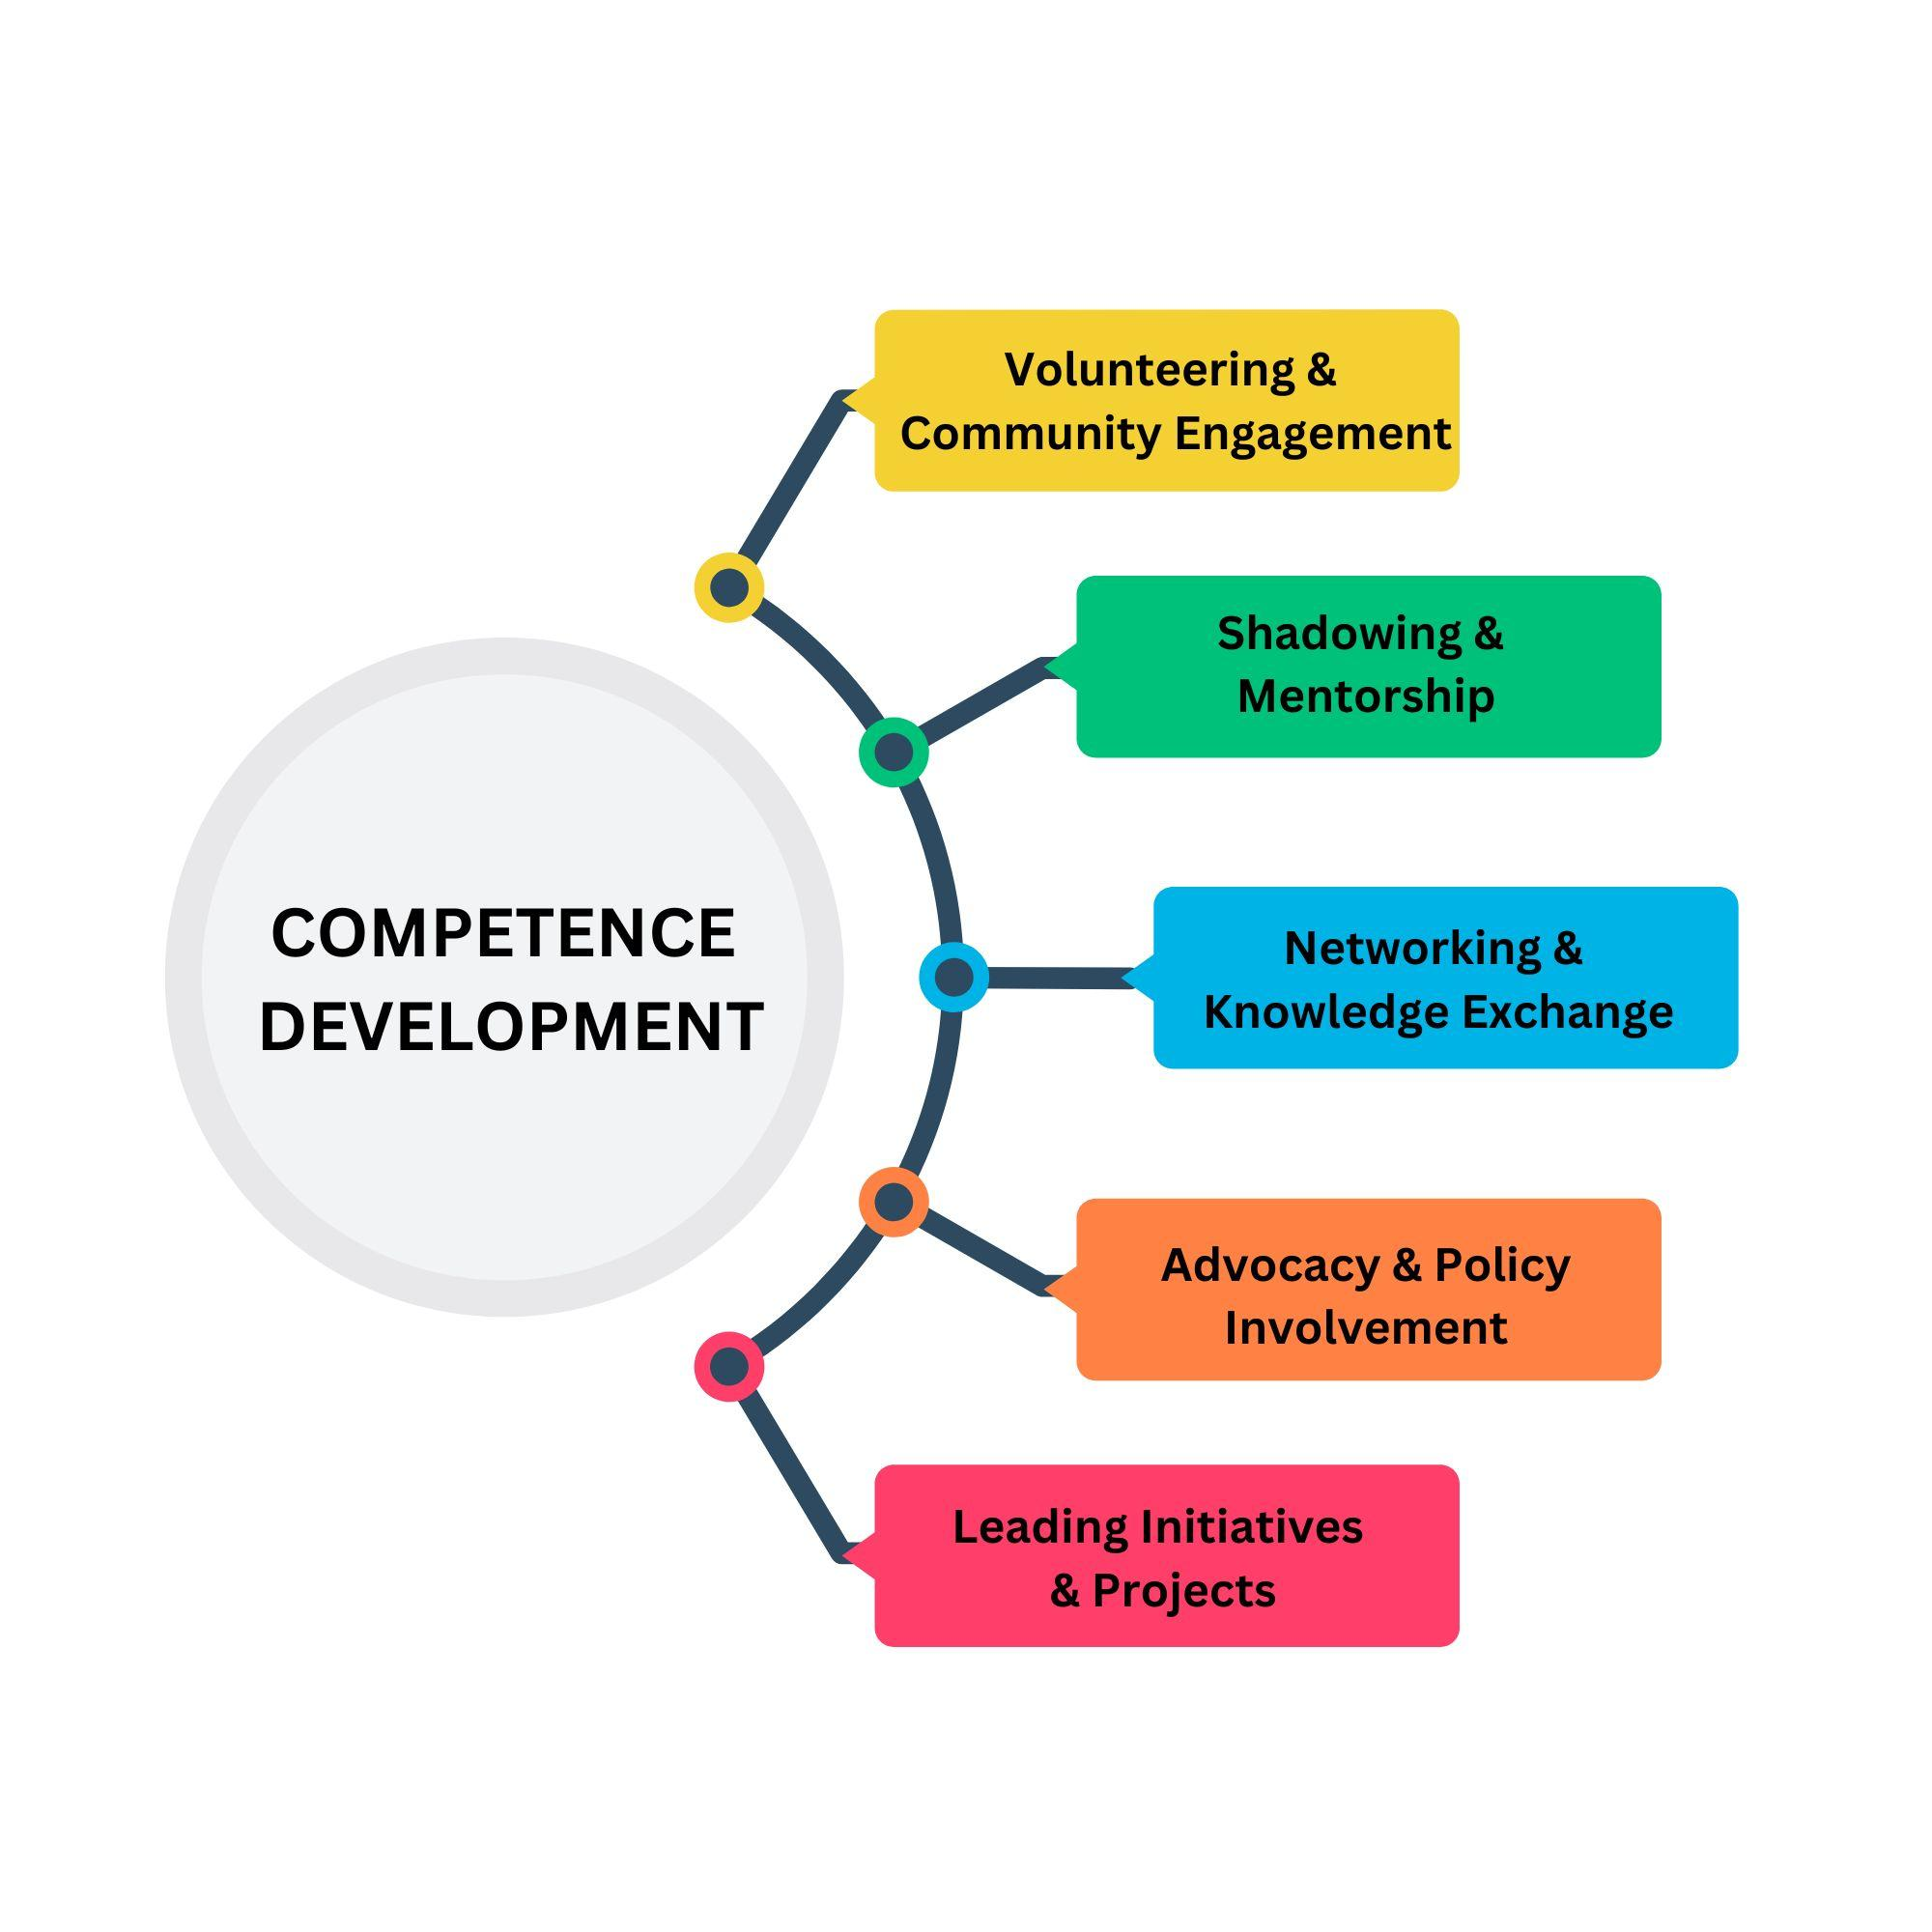 Volunteering &
Community Engagement
Shadowing &
Mentorship
COMPETENCE
DEVELOPMENT
Networking &
Knowledge Exchange
Advocacy & Policy
Involvement
Leading Initiatives
& Projects